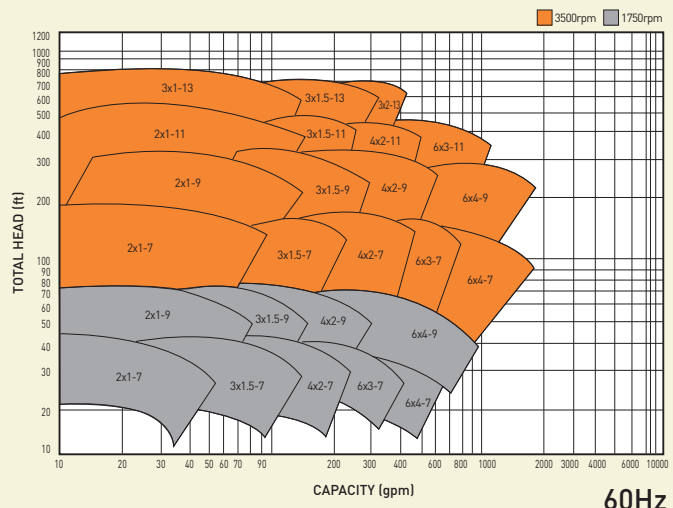 3500rpm 1750rpm
1200
1000
900
800
700
600
500
400
300
200
100
90
80
70
60
50
40
30
20
10
TOTAL HEAD (ft)
3x1-13
3x1.5-13
3x2-13
2x1-11
3x1.5-11
4x2-11
6x3-11
2x1-9
3x1.5-9
4x2-9
6x4-9
2x1-7
3x1.5-7
4x2-7
6x3-7
6x4-7
2x1-9
3x1.5-9
4x2-9
6x4-9
2x1-7
3x1.5-7
4x2-7
6x3-7
6x4-7
10 20 30 40 50 60 70 90 200 300 400 600 800 1000 2000 3000 4000 6000 10000
CAPACITY (gpm)
60Hz